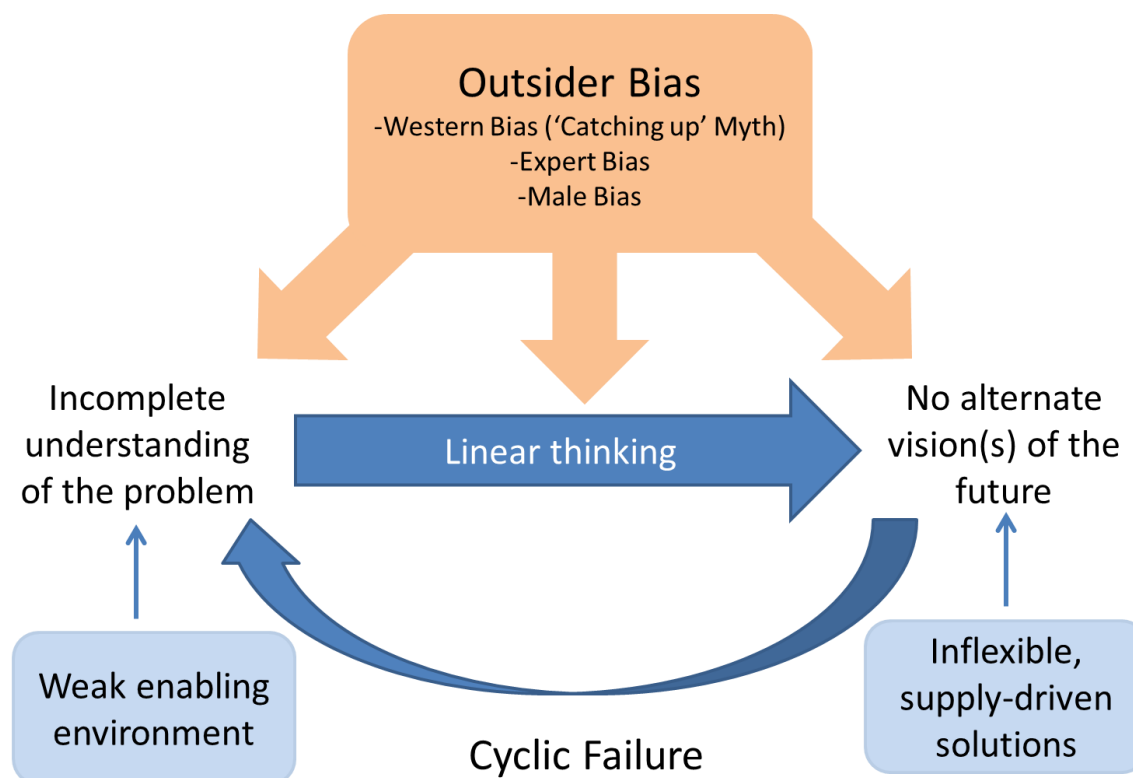 Outsider Bias
-Western Bias (‘Catching up’ Myth)
-Expert Bias
-Male Bias
Incomplete
understanding
of the problem
Linear thinking
No alternate
vision(s) of the
future
Weak enabling
environment
Cyclic Failure
Inflexible,
supply-driven
solutions